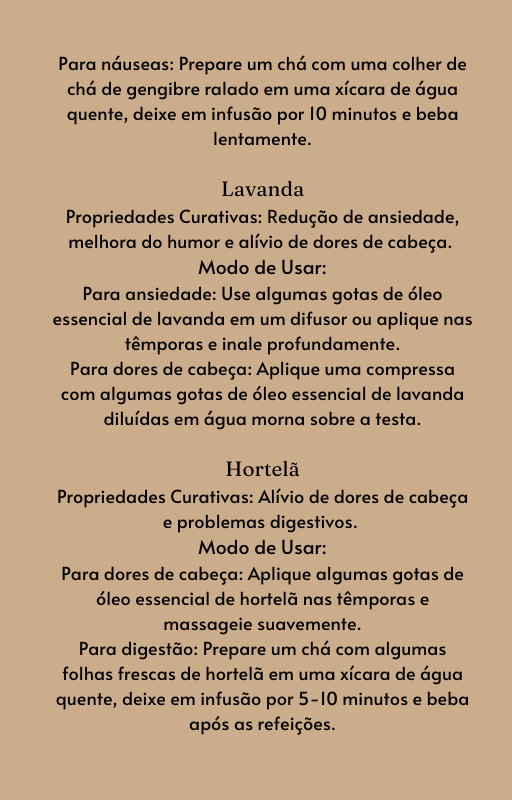 Para náuseas: Prepare um chá com uma colher de
chá de gengibre ralado em uma xícara de água
quente, deixe em infusão por 10 minutos e beba
lentamente.
Lavanda
Propriedades Curativas: Redução de ansiedade,
melhora do humor e alívio de dores de cabeça.
Modo de Usar:
Para ansiedade: Use algumas gotas de óleo
essencial de lavanda em um difusor ou aplique nas
têmporas e inale profundamente.
Para dores de cabeça: Aplique uma compressa
com algumas gotas de óleo essencial de lavanda
diluídas em água morna sobre a testa.
Hortelã
Propriedades Curativas: Alívio de dores de cabeça
e problemas digestivos.
Modo de Usar:
Para dores de cabeça: Aplique algumas gotas de
óleo essencial de hortelã nas têmporas e
massageie suavemente.
Para digestão: Prepare um chá com algumas
folhas frescas de hortelã em uma xícara de água
quente, deixe em infusão por 5-10 minutos e beba
após as refeições.